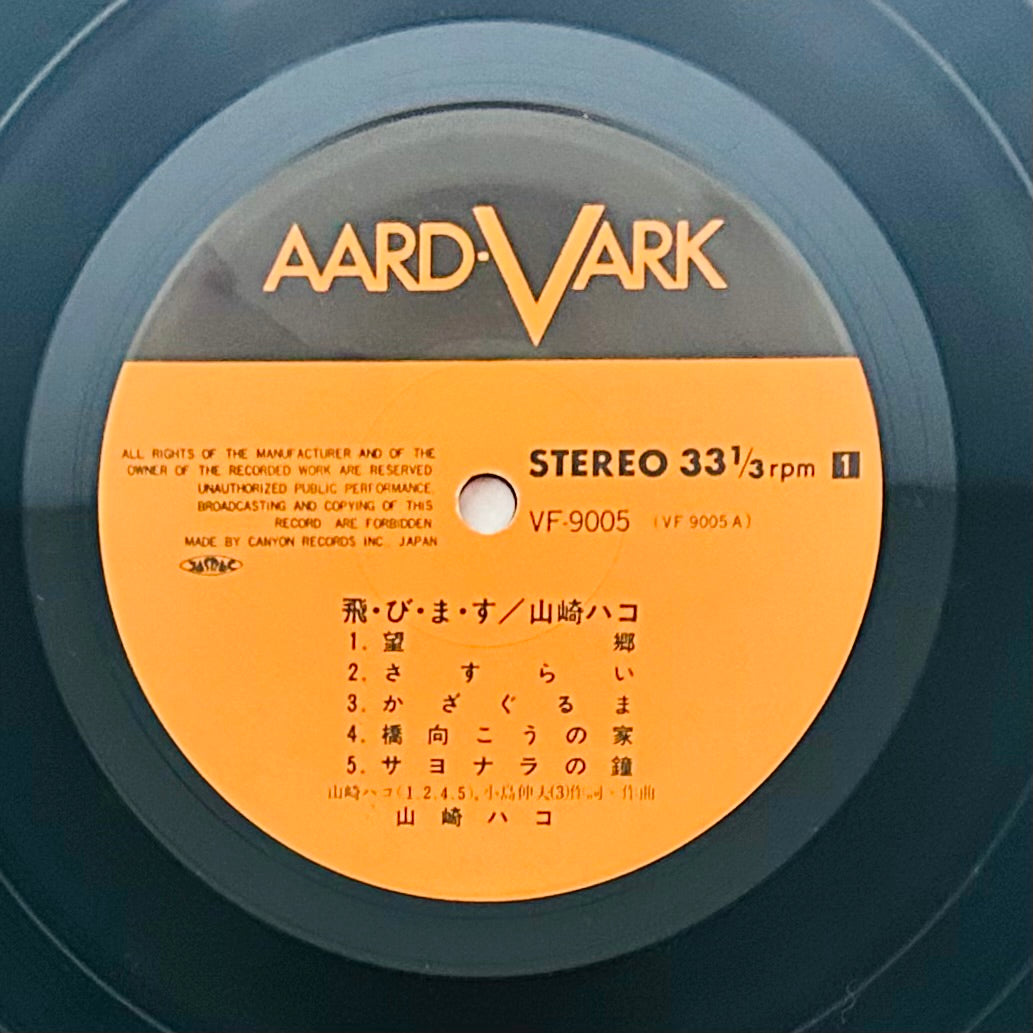 AARD·VARK
ALL RIGHTS OF THE MANUFACTURER AND OF THE
OWNER OF THE RECORDED WORK ARE RESERVED
UNAUTHORIZED PUBLIC PERFORMANCE,
BROADCASTING AND COPYING OF THIS
RECORD ARE FORBIDDEN.
MADE BY CANYON RECORDS INC., JAPAN
JASRAC
STEREO 33 1/3 rpm 1
VF-9005 (VF 9005 A)
飛・び・ま・す/山崎ハコ
1. 望郷
2. さすらい
3. かざぐるま
4. 橋向こうの家
5. サヨナラの鐘
山崎ハコ(1.2.4.5)、小島伸夫(3)作詞・作曲
山崎ハコ